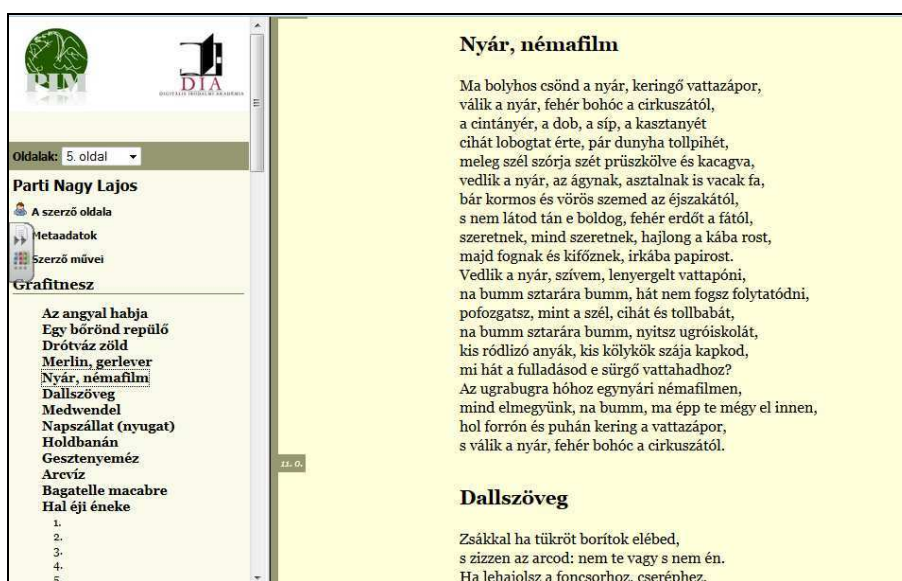 PIM
DIA
DIGITÁLIS IRODALMI AKADÉMIA
Oldalak: 5. oldal
Parti Nagy Lajos
A szerző oldala
Metaadatok
Szerző művei
Grafitnesz
Az angyal habja
Egy bőrönd repülő
Drótváz zöld
Merlin, gerlever
Nyár, némafilm
Dallszöveg
Medwendel
Napszállat (nyugat)
Holdbanán
Gesztenyeméz
Arcvíz
Bagatelle macabre
Hal éji éneke
1.
2.
3.
4.
5.
11. o.
Nyár, némafilm
Ma bolyhos csönd a nyár, keringő vattazápor,
válik a nyár, fehér bohóc a cirkuszától,
a cintányér, a dob, a síp, a kasztanyét
cihát lobogtat érte, pár dunyha tollpihét,
meleg szél szórja szét prüszkölve és kacagva,
vedlik a nyár, az ágynak, asztalnak is vacak fa,
bár kormos és vörös szemed az éjszakától,
s nem látod tán e boldog, fehér erdőt a fától,
szeretnek, mind szeretnek, hajlong a kába rost,
majd fognak és kifőznek, irkába papirost.
Vedlik a nyár, szívem, lenyergelt vattapóni,
na bumm sztarára bumm, hát nem fogsz folytatódni,
pofozgatsz, mint a szél, cihát és tollbabát,
na bumm sztarára bumm, nyitsz ugróiskolát,
kis ródlizó anyák, kis kölykök szája kapkod,
mi hát a fulladásod e sürgő vattahadhoz?
Az ugrabugra hóhoz egynyári némafilmen,
mind elmegyünk, na bumm, ma épp te mégy el innen,
hol forrón és puhán kering a vattazápor,
s válik a nyár, fehér bohóc a cirkuszától.
Dallszöveg
Zsákkal ha tükröt borítok elébed,
s zizzen az arcod: nem te vagy s nem én.
Ha lehajolsz a foncsorhoz, cseréphez,